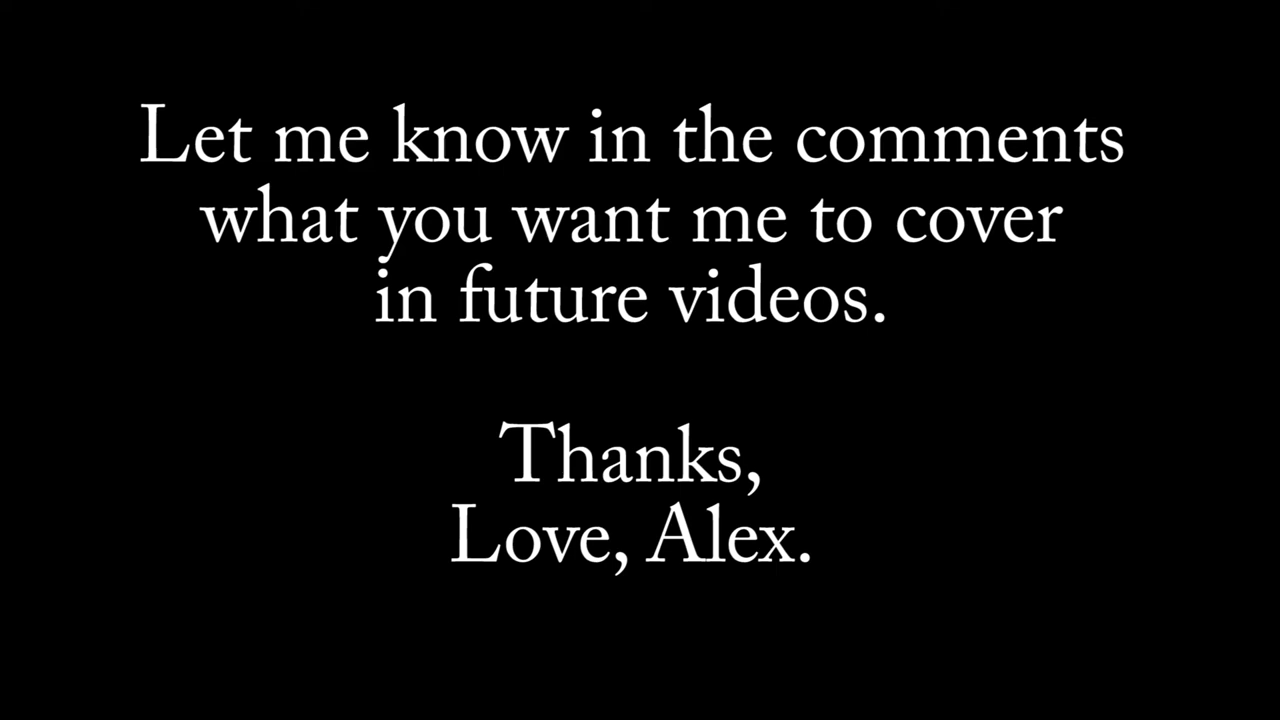 Let me know in the comments
what you want me to cover
in future videos.
Thanks,
Love, Alex.